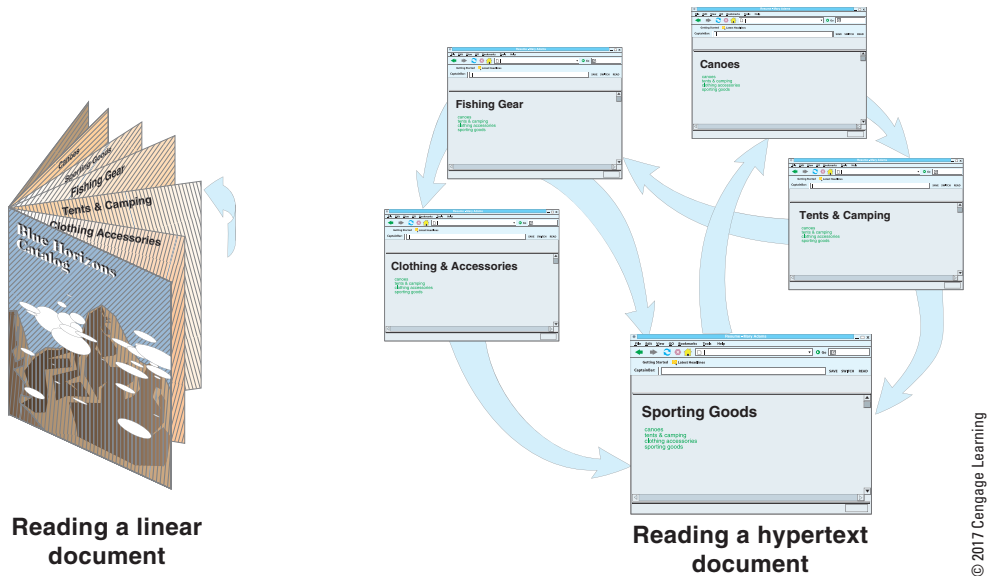 Canoes
Sporting Goods
Fishing Gear
Tents & Camping
Clothing Accessories
Blue Horizons
Catalog
Reading a linear
document
Fishing Gear
canoes
tents & camping
clothing accessories
sporting goods
Canoes
canoes
tents & camping
clothing accessories
sporting goods
Clothing & Accessories
canoes
tents & camping
clothing accessories
sporting goods
Tents & Camping
canoes
tents & camping
clothing accessories
sporting goods
File Edit View GO Bookmarks Tools Help
Go
Getting Started Latest Headlines
CaptainBar: SAVE SWITCH READ
Sporting Goods
canoes
tents & camping
clothing accessories
sporting goods
Reading a hypertext
document
© 2017 Cengage Learning